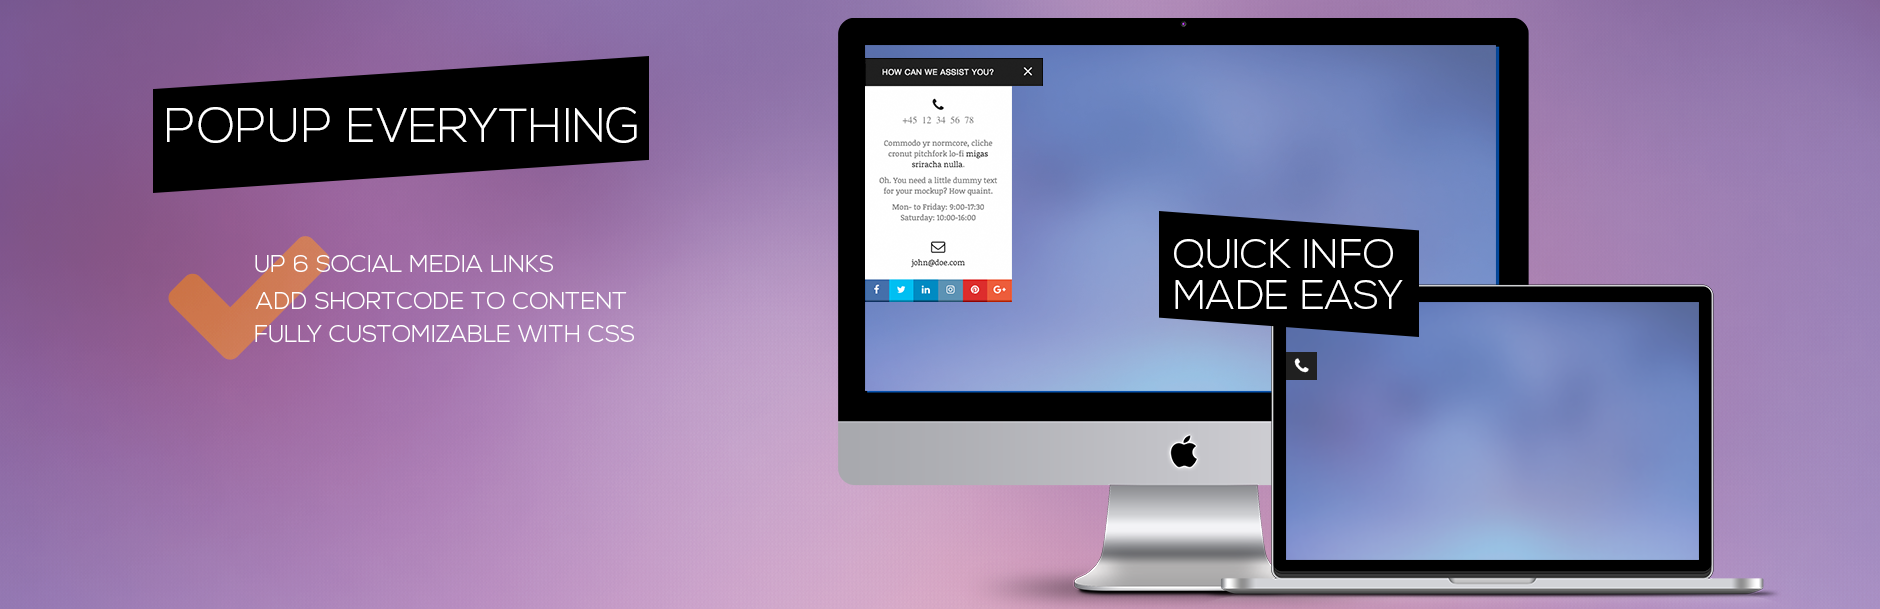 POPUP EVERYTHING
UP 6 SOCIAL MEDIA LINKS
ADD SHORTCODE TO CONTENT
FULLY CUSTOMIZABLE WITH CSS
HOW CAN WE ASSIST YOU?
+45 12 34 56 78
Commodo yr normcore, cliche
cronut pitchfork lo-fi migas
sriracha nulla.
Oh. You need a little dummy text
for your mockup? How quaint.
Mon- to Friday: 9:00-17:30
Saturday: 10:00-16:00
john@doe.com
QUICK INFO
MADE EASY